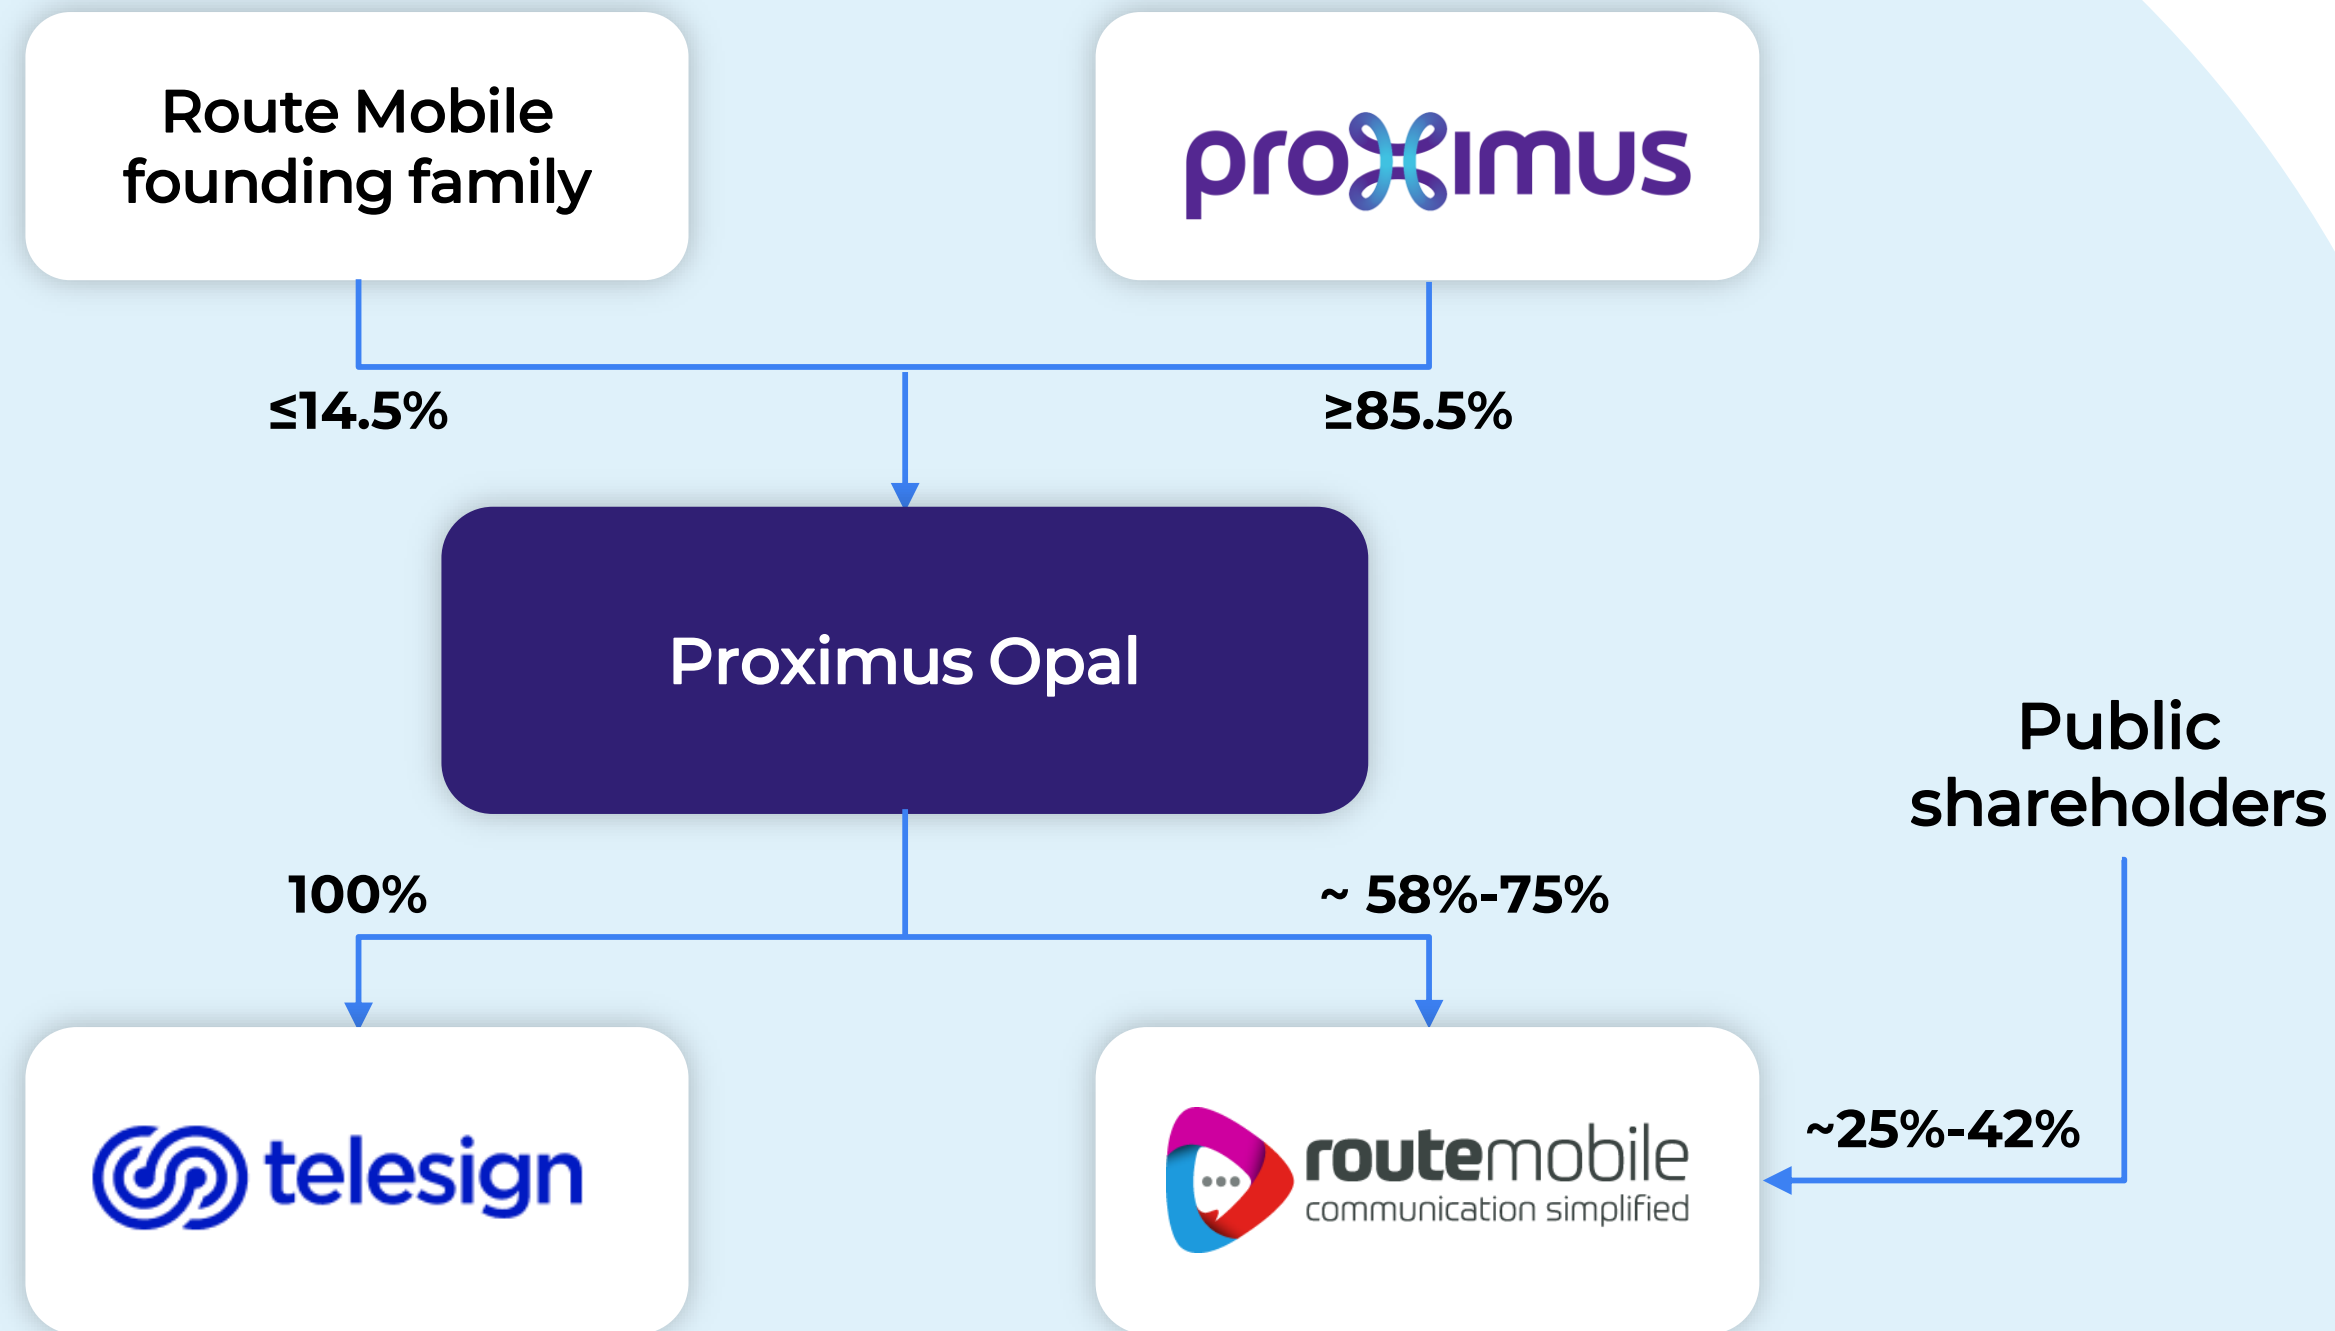 Route Mobile
founding family
proximus
≤14.5%
≥85.5%
Proximus Opal
Public
shareholders
100%
~ 58%-75%
telesign
routemobile
communication simplified
~25%-42%